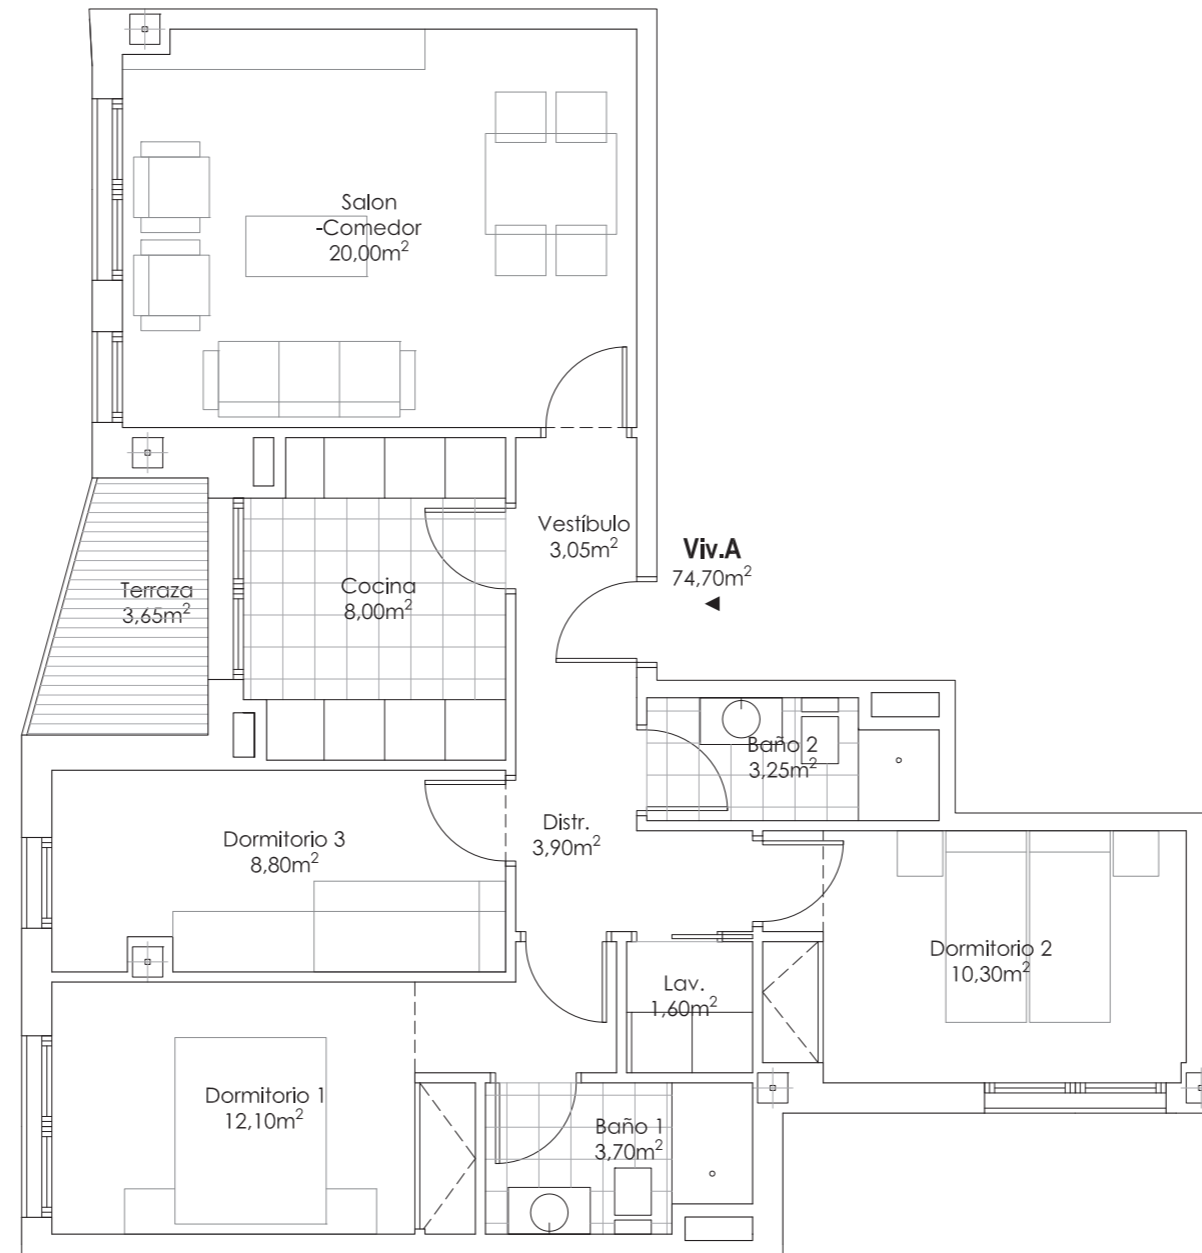 Salon
-Comedor
20,00m²
Vestíbulo
3,05m²
Viv.A
74,70m²
Terraza
3,65m²
Cocina
8,00m²
Baño 2
3,25m²
Distr.
3,90m²
Dormitorio 3
8,80m²
Dormitorio 2
10,30m²
Lav.
1,60m²
Dormitorio 1
12,10m²
Baño 1
3,70m²